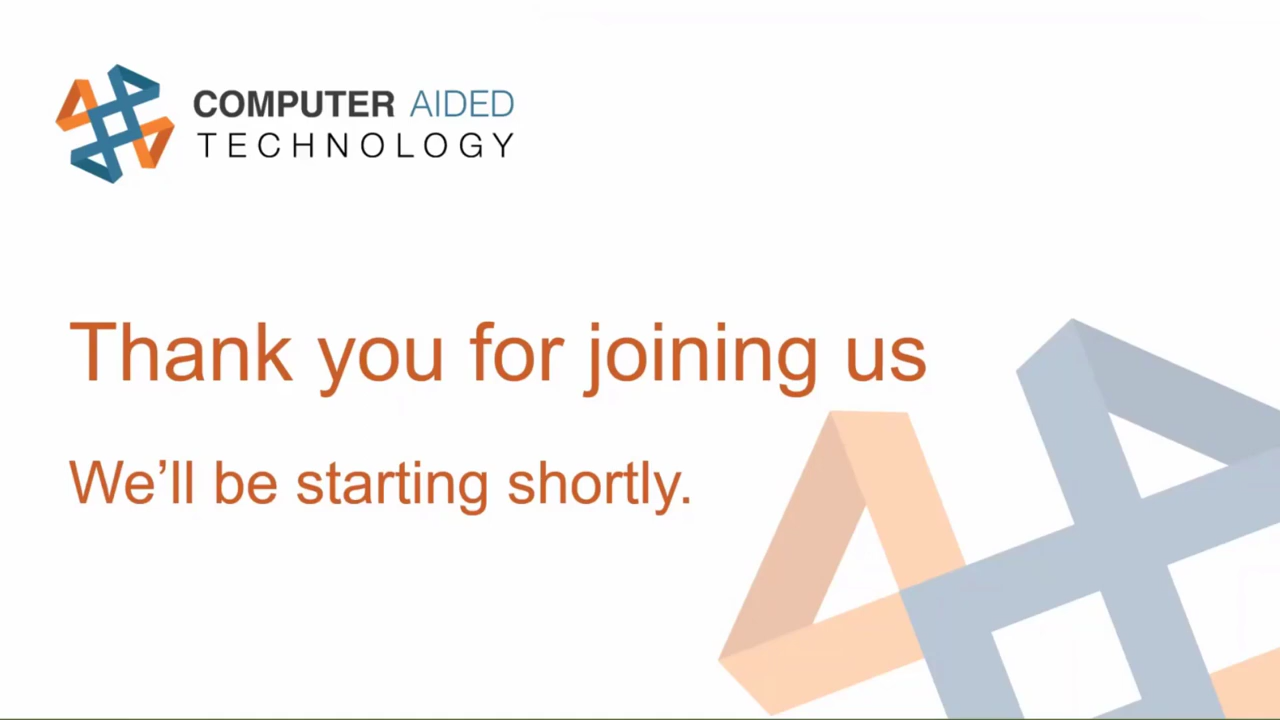 COMPUTER AIDED
TECHNOLOGY
Thank you for joining us
We’ll be starting shortly.